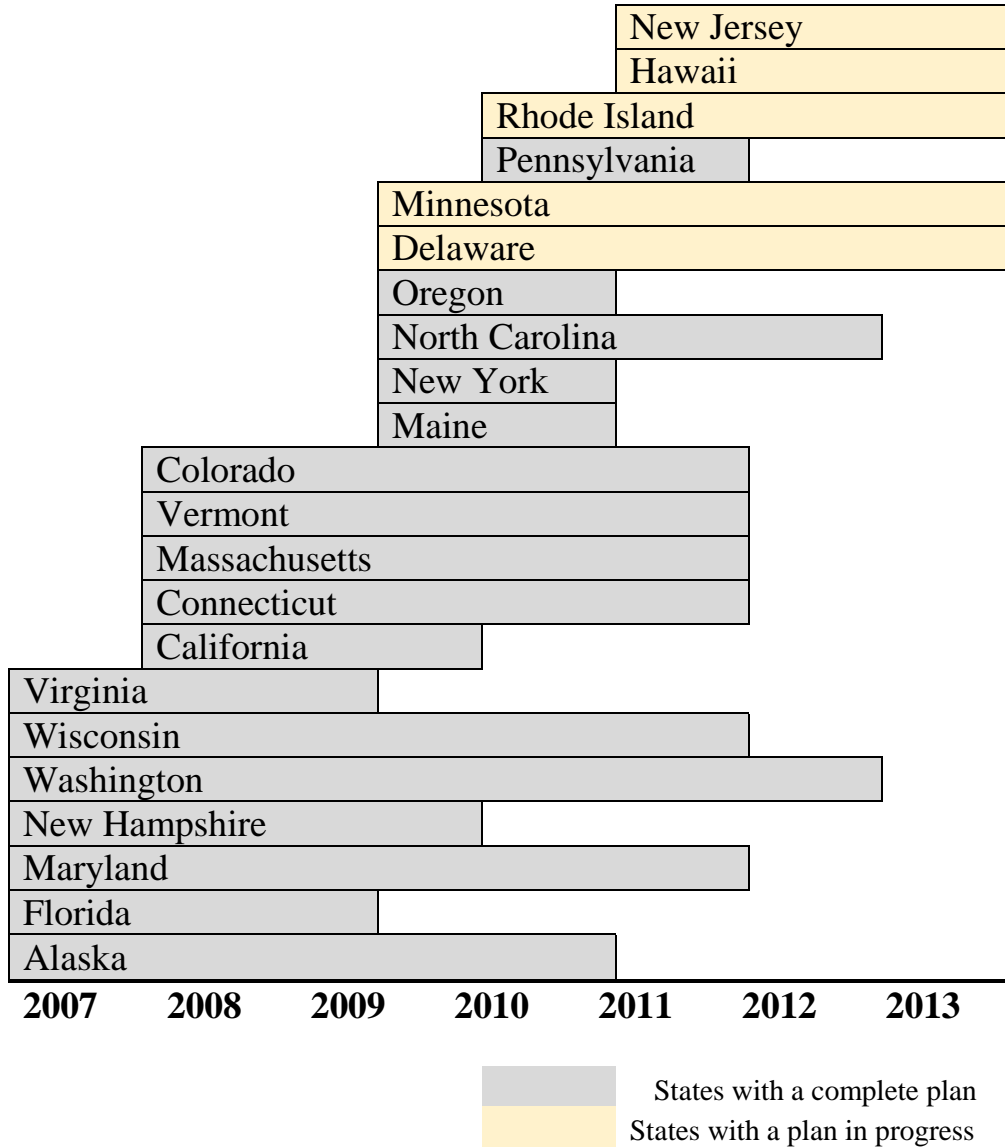 New Jersey
Hawaii
Rhode Island
Pennsylvania
Minnesota
Delaware
Oregon
North Carolina
New York
Maine
Colorado
Vermont
Massachusetts
Connecticut
California
Virginia
Wisconsin
Washington
New Hampshire
Maryland
Florida
Alaska
2007 2008 2009 2010 2011 2012 2013
States with a complete plan
States with a plan in progress